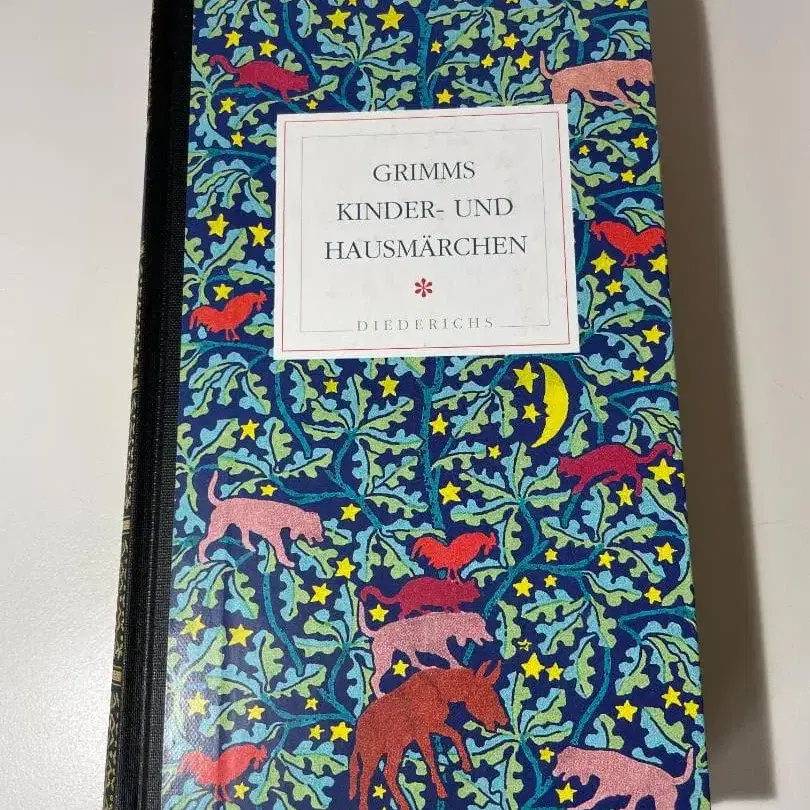 GRIMMS
KINDER- UND
HAUSMÄRCHEN
*
DIEDERICHS